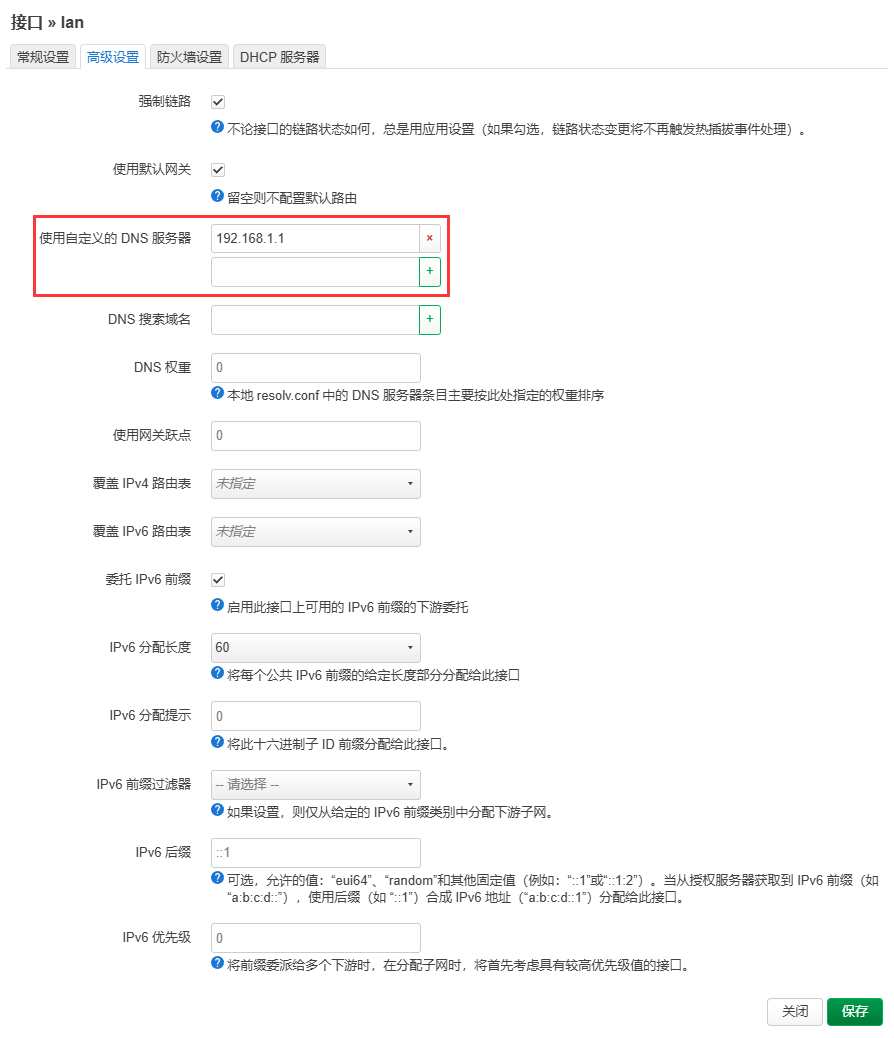 接口 » lan
常规设置 高级设置 防火墙设置 DHCP 服务器
强制链路
不论接口的链路状态如何，总是用应用设置（如果勾选，链路状态变更将不再触发热插拔事件处理）。
使用默认网关
留空则不配置默认路由
使用自定义的 DNS 服务器 192.168.1.1 ×
+
DNS 搜索域名 +
DNS 权重 0
本地 resolv.conf 中的 DNS 服务器条目主要按此处指定的权重排序
使用网关跃点 0
覆盖 IPv4 路由表 未指定
覆盖 IPv6 路由表 未指定
委托 IPv6 前缀
启用此接口上可用的 IPv6 前缀的下游委托
IPv6 分配长度 60
将每个公共 IPv6 前缀的给定长度部分分配给此接口
IPv6 分配提示 0
将此十六进制子 ID 前缀分配给此接口。
IPv6 前缀过滤器 -- 请选择 --
如果设置，则仅从给定的 IPv6 前缀类别中分配下游子网。
IPv6 后缀 ::1
可选，允许的值：“eui64”、“random”和其他固定值（例如：“::1”或“::1:2”）。当从授权服务器获取到 IPv6 前缀（如
“a:b:c:d::”），使用后缀（如 “::1”）合成 IPv6 地址（“a:b:c:d::1”）分配给此接口。
IPv6 优先级 0
将前缀委派给多个下游时，在分配子网时，将首先考虑具有较高优先级值的接口。
关闭 保存